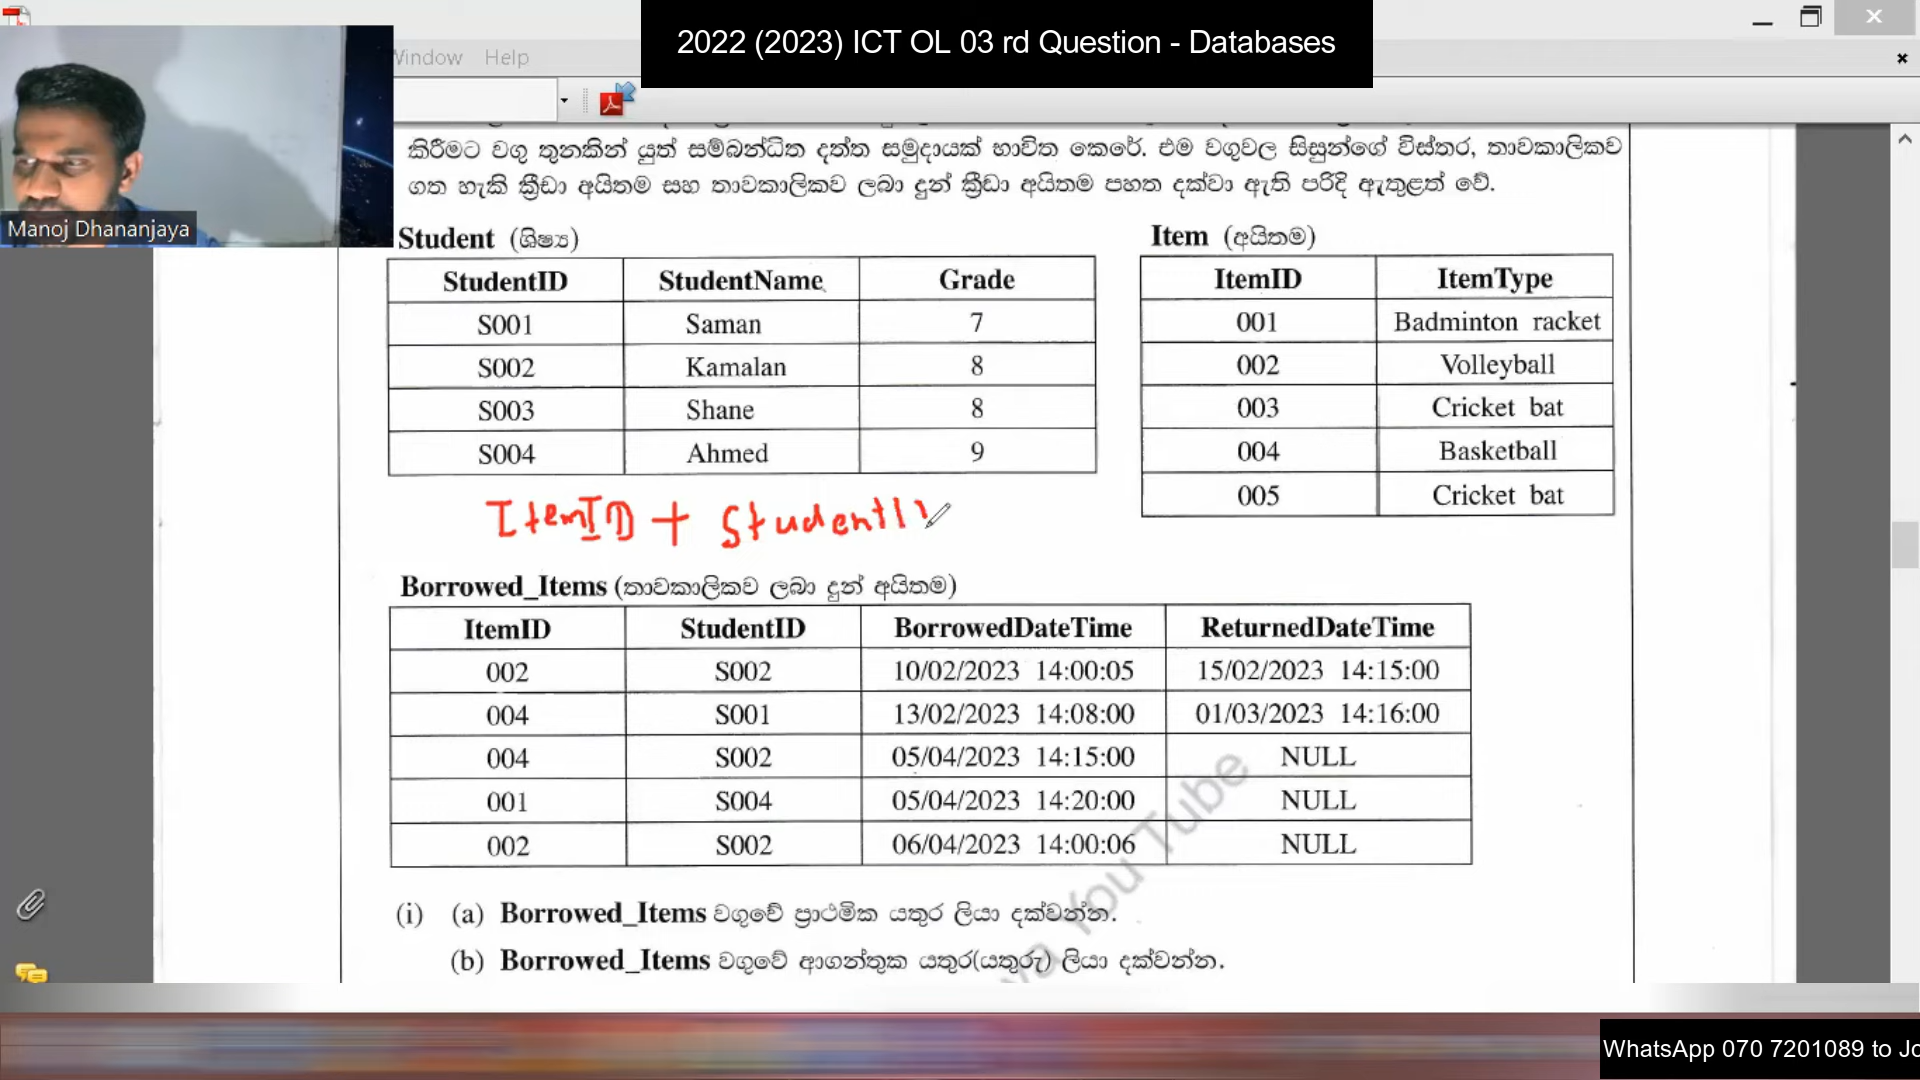 2022 (2023) ICT OL 03 rd Question - Databases
Window Help
Manoj Dhananjaya
කිරීමට වගු තුනකින් යුත් සම්බන්ධිත දත්ත සමුදායක් භාවිත කෙරේ. එම වගුවල සිසුන්ගේ විස්තර, තාවකාලිකව
ගත හැකි ක්‍රීඩා අයිතම සහ තාවකාලිකව ලබා දුන් ක්‍රීඩා අයිතම පහත දක්වා ඇති පරිදි ඇතුළත් වේ.
Student (ශිෂ්‍ය)
StudentID StudentName Grade
S001 Saman 7
S002 Kamalan 8
S003 Shane 8
S004 Ahmed 9
Item (අයිතම)
ItemID ItemType
001 Badminton racket
002 Volleyball
003 Cricket bat
004 Basketball
005 Cricket bat
ItemID + Student
Borrowed_Items (තාවකාලිකව ලබා දුන් අයිතම)
ItemID StudentID BorrowedDateTime ReturnedDateTime
002 S002 10/02/2023 14:00:05 15/02/2023 14:15:00
004 S001 13/02/2023 14:08:00 01/03/2023 14:16:00
004 S002 05/04/2023 14:15:00 NULL
001 S004 05/04/2023 14:20:00 NULL
002 S002 06/04/2023 14:00:06 NULL
(i) (a) Borrowed_Items වගුවේ ප්‍රාථමික යතුර ලියා දක්වන්න.
(b) Borrowed_Items වගුවේ ආගන්තුක යතුර(යතුරු) ලියා දක්වන්න.
YouTube
WhatsApp 070 7201089 to Jo